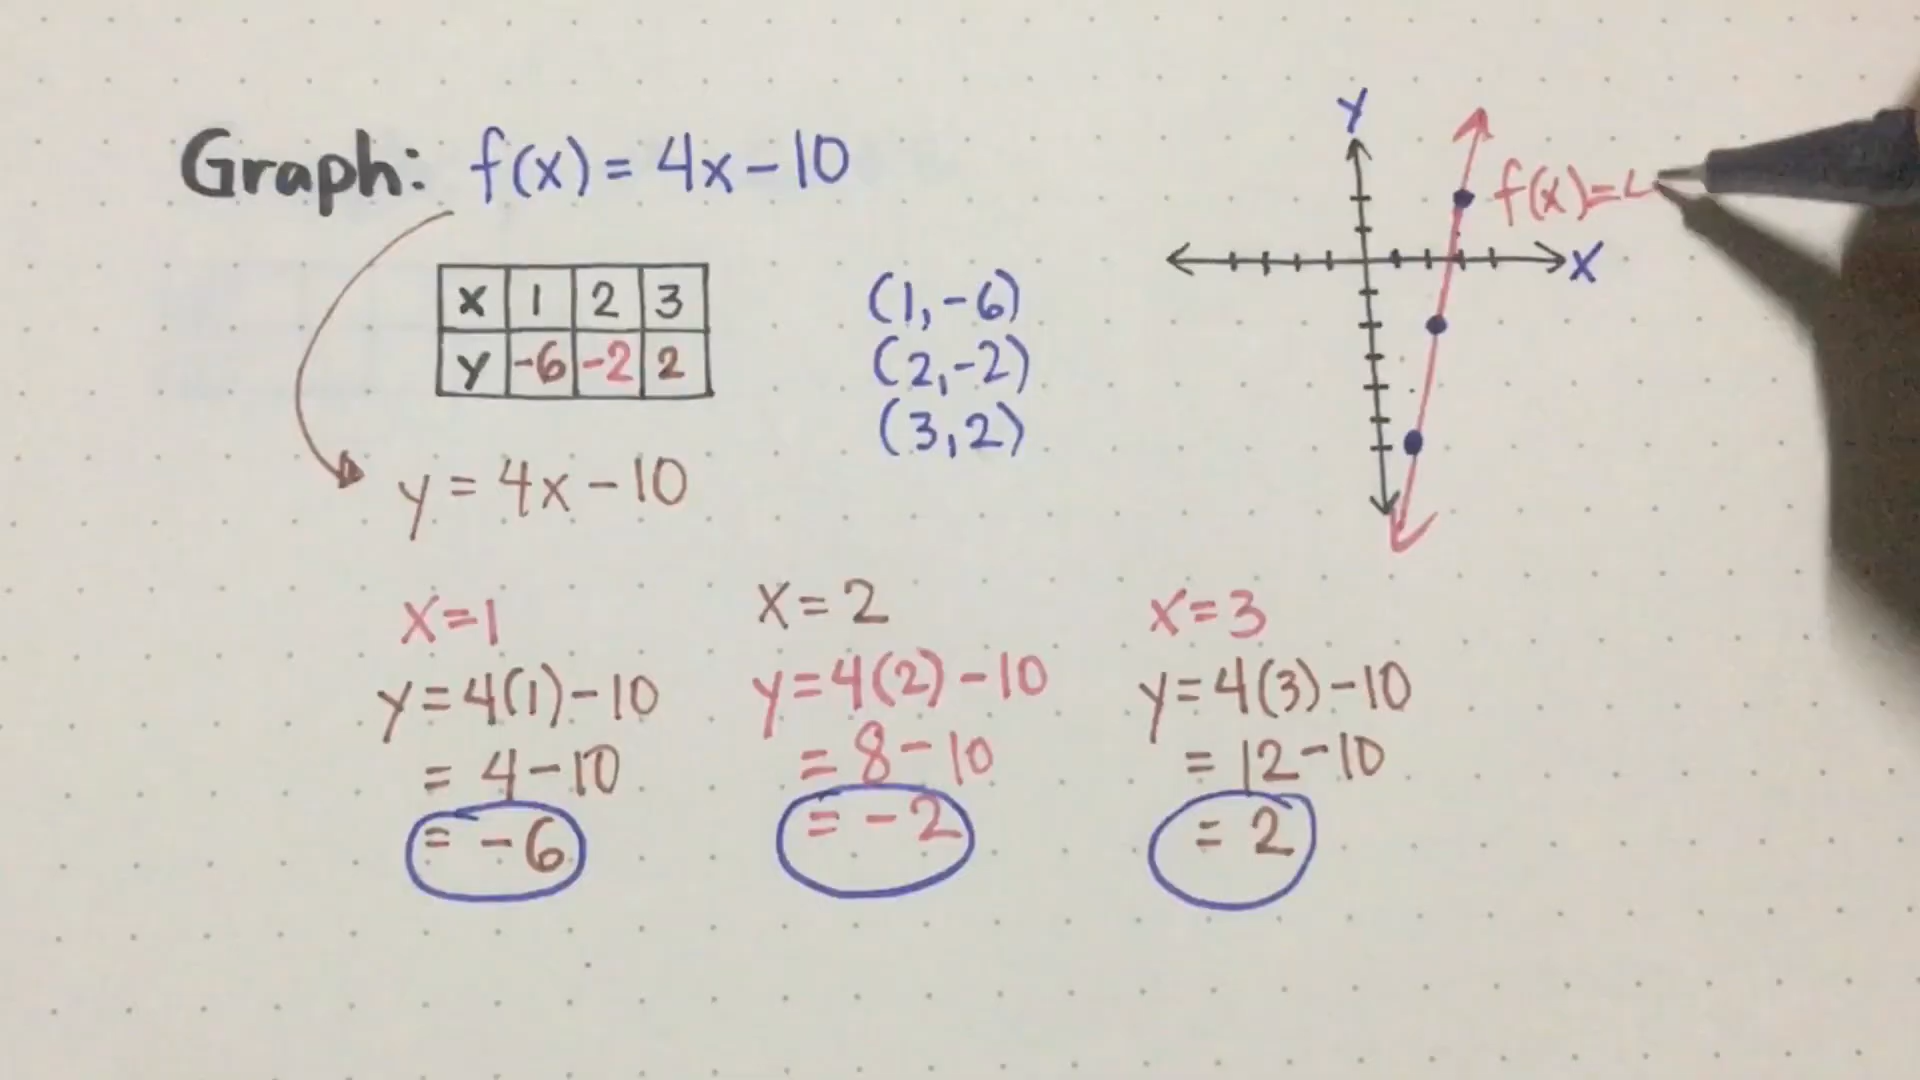 Graph: f(x) = 4x - 10
x 1 2 3
y -6 -2 2
(1, -6)
(2, -2)
(3, 2)
y = 4x - 10
Y
X
f(x)=
x=1
y=4(1)-10
= 4-10
= -6
x=2
y=4(2)-10
= 8-10
= -2
x=3
y=4(3)-10
= 12-10
= 2